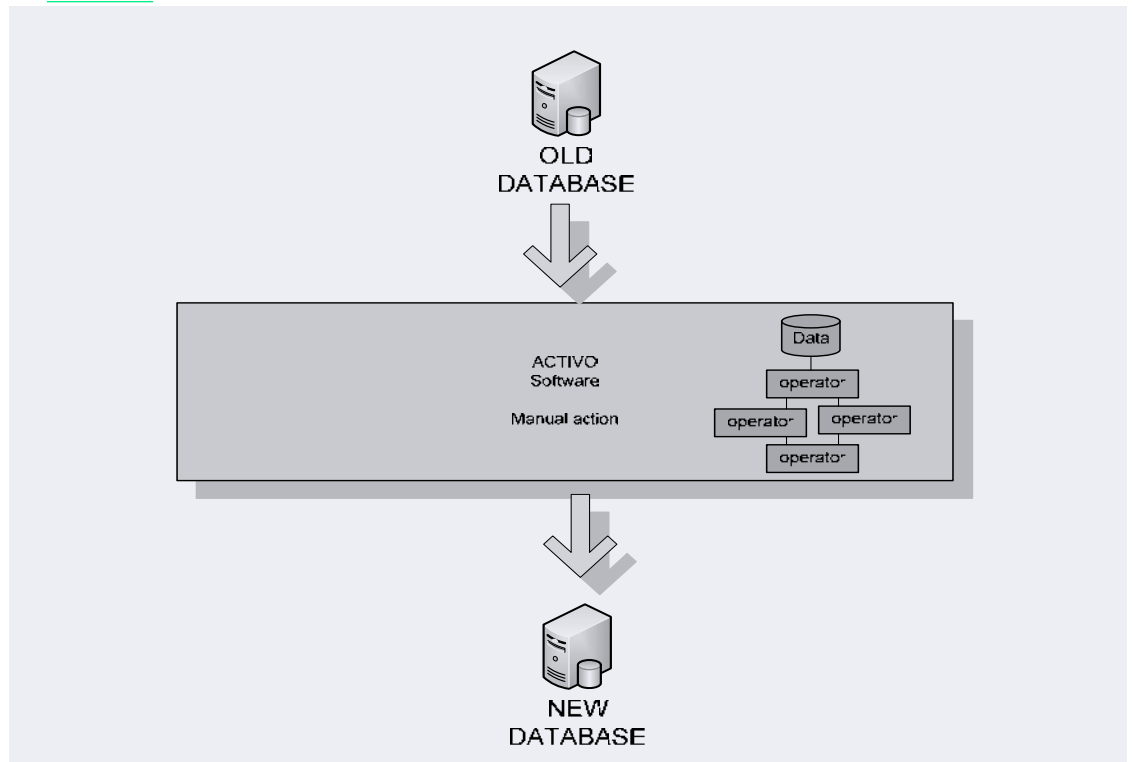 OLD
DATABASE
Data
ACTIVO
Software
operator
Manual action
operator
operator
operator
NEW
DATABASE